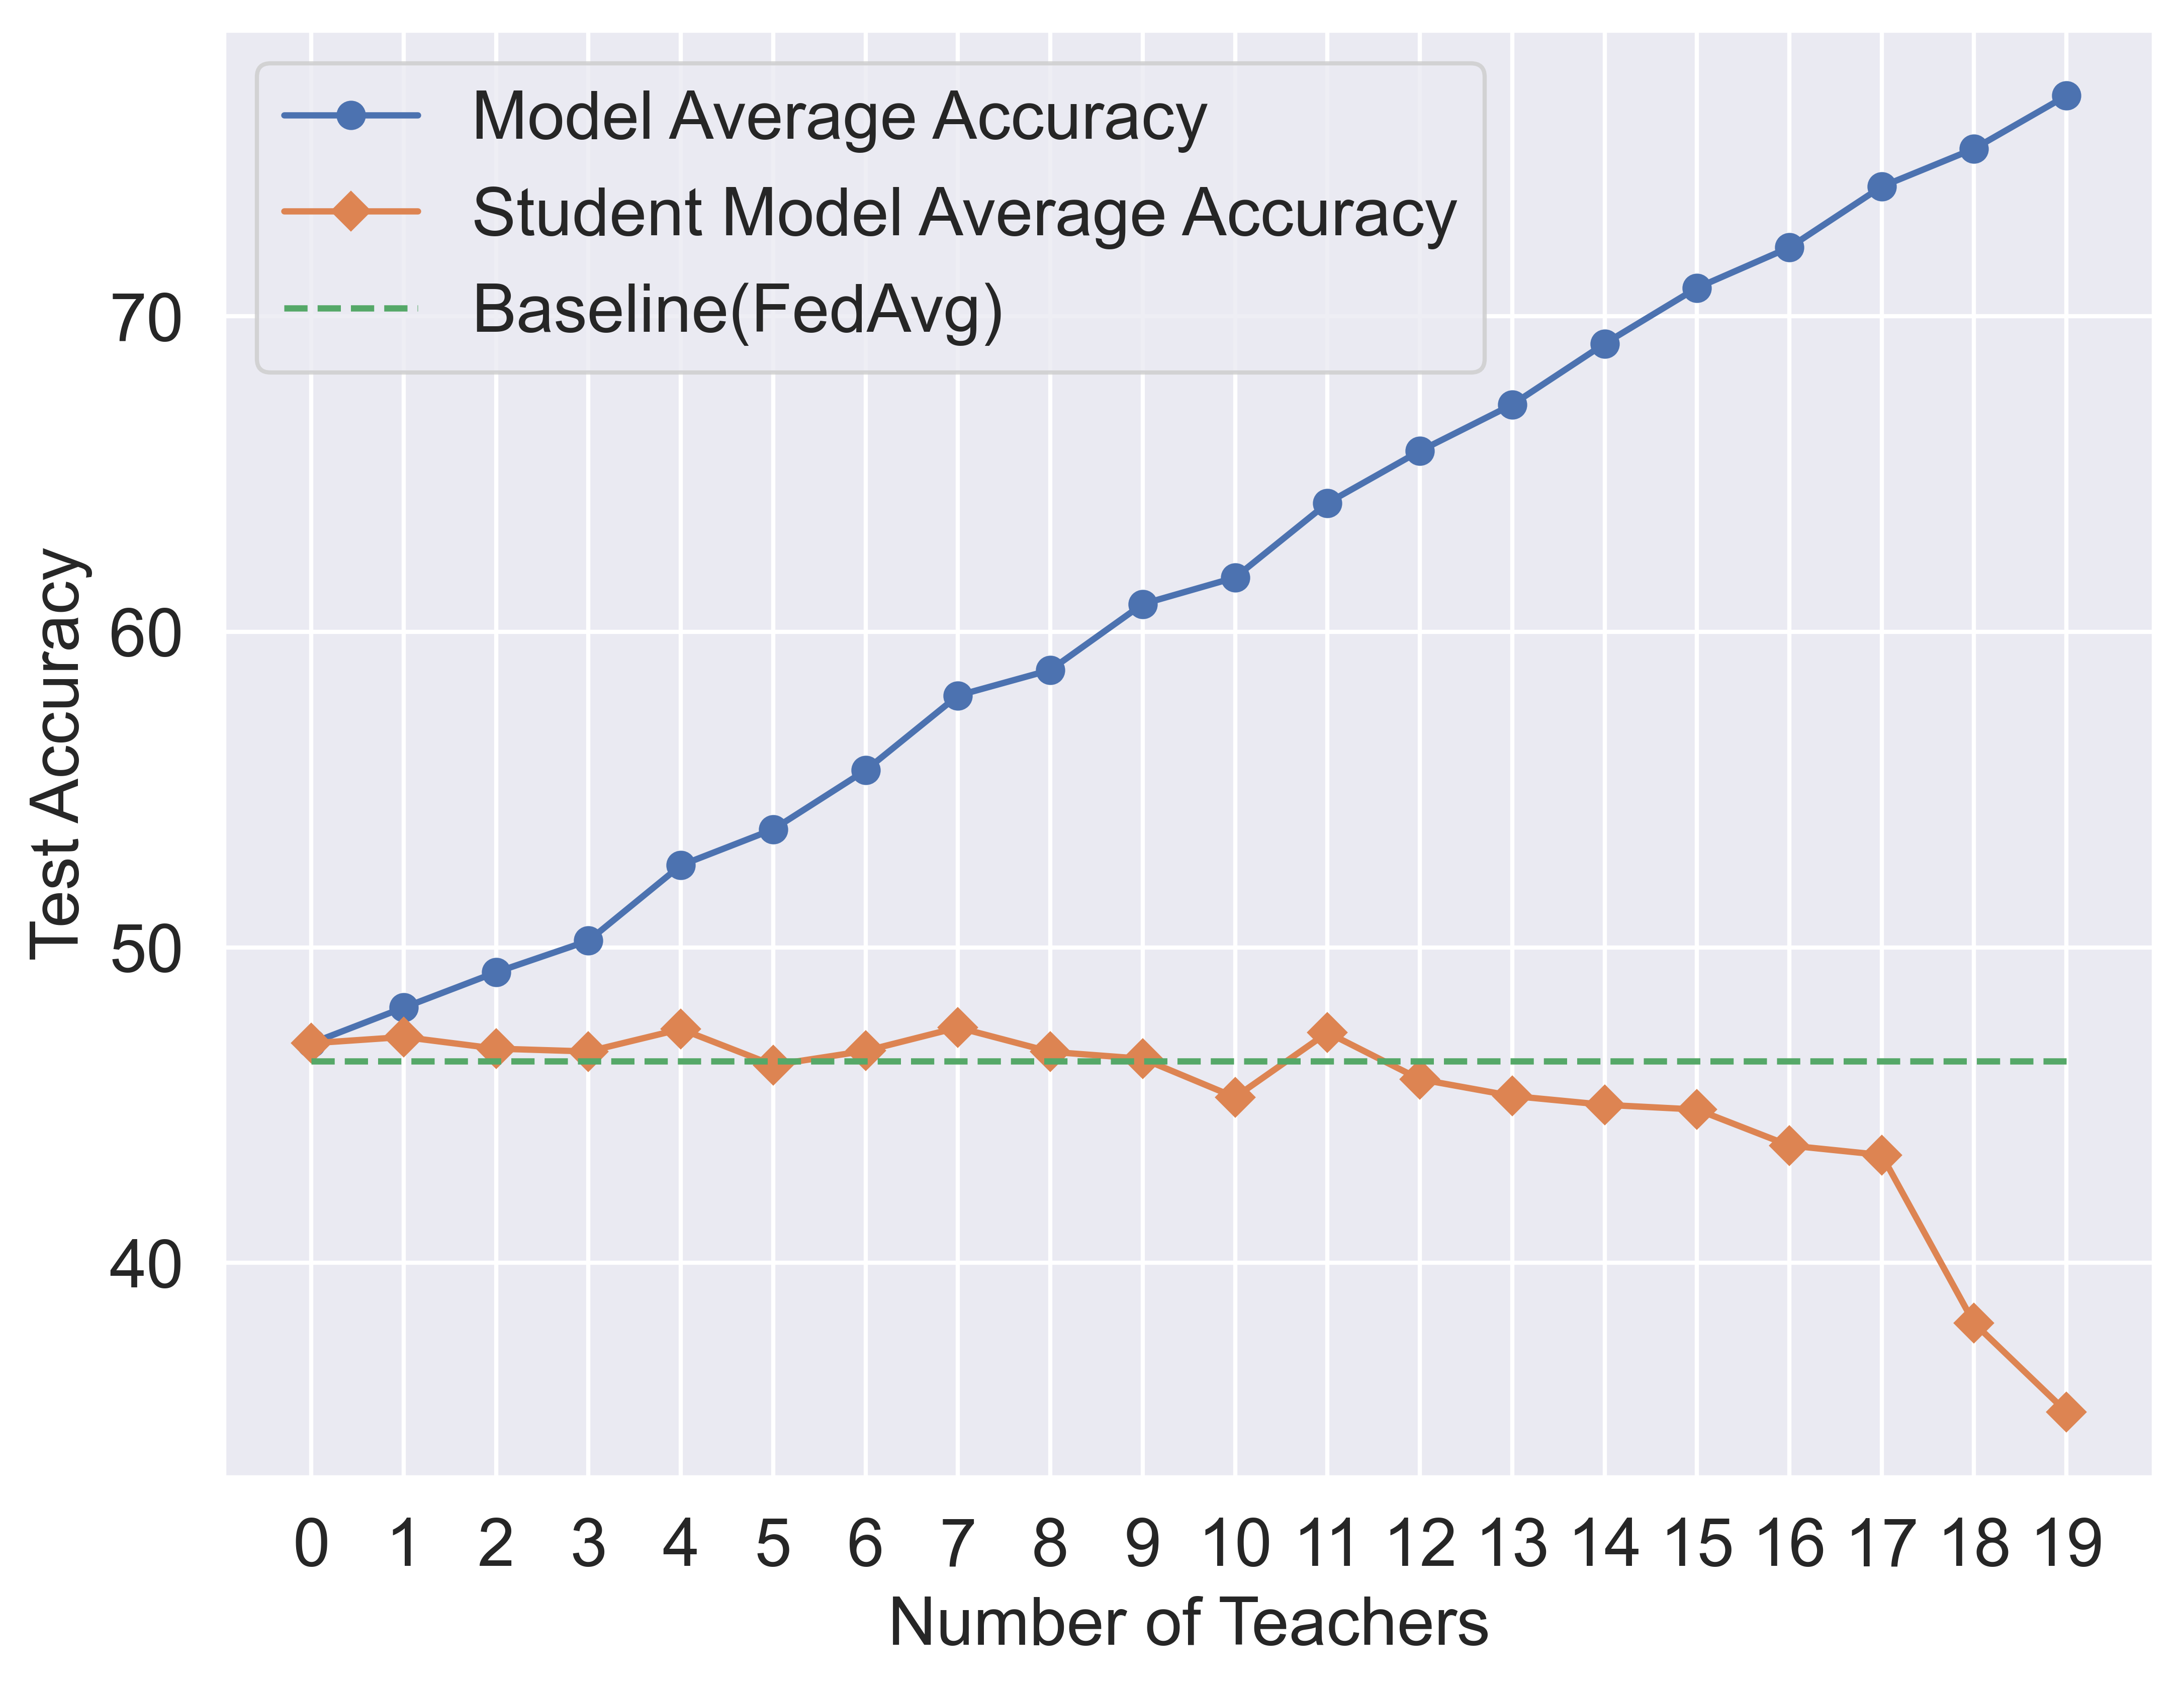 Model Average Accuracy
Student Model Average Accuracy
Baseline(FedAvg)
70
60
50
40
Test Accuracy
0 1 2 3 4 5 6 7 8 9 10 11 12 13 14 15 16 17 18 19
Number of Teachers